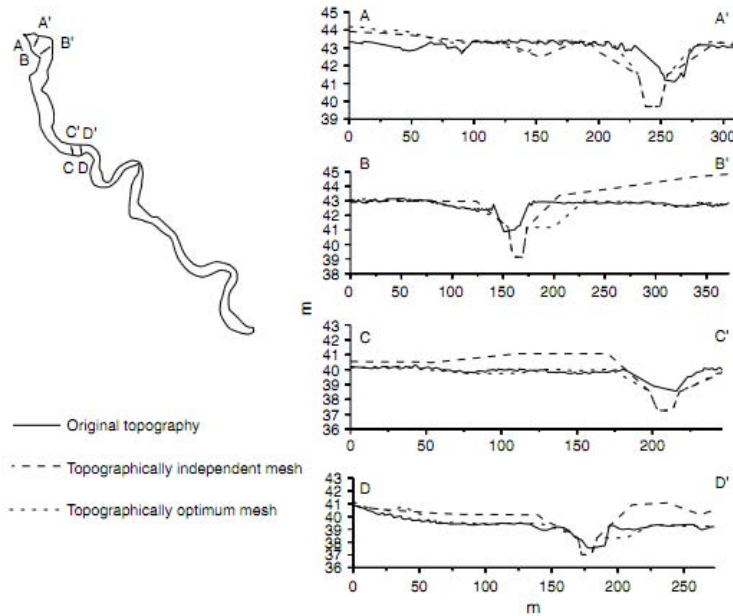 A'
A
B'
B
C' D'
C D
Original topography
Topographically independent mesh
Topographically optimum mesh
m
A A'
45
44
43
42
41
40
39
0 50 100 150 200 250 300
B B'
45
44
43
42
41
40
39
38
0 50 100 150 200 250 300 350
C C'
43
42
41
40
39
38
37
36
0 50 100 150 200
D D'
43
42
41
40
39
38
37
36
0 50 100 150 200 250
m